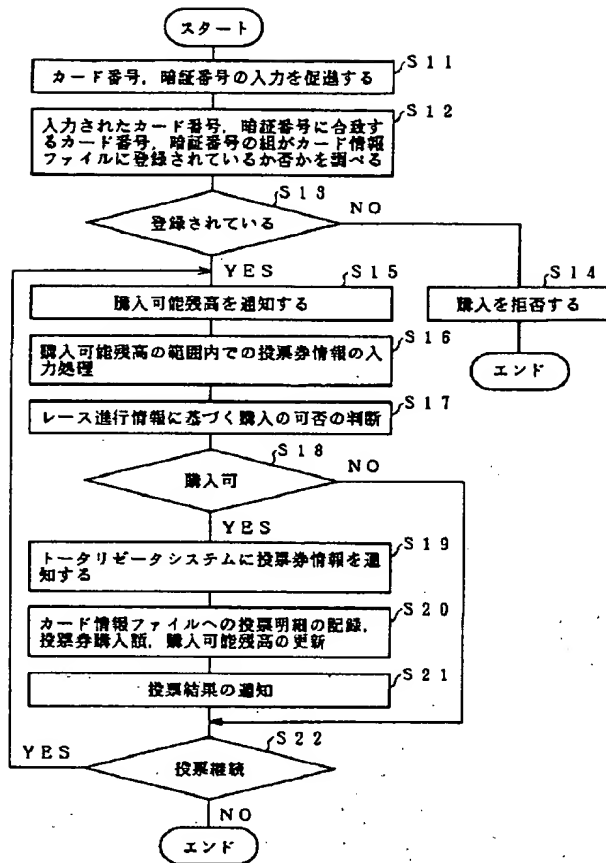 スタート
S11
カード番号，暗証番号の入力を促進する
S12
入力されたカード番号，暗証番号に合致す
るカード番号，暗証番号の組がカード情報
ファイルに登録されているか否かを調べる
S13
登録されている
NO
YES
S14
購入を拒否する
エンド
S15
購入可能残高を通知する
S16
購入可能残高の範囲内での投票券情報の入
力処理
S17
レース進行情報に基づく購入の可否の判断
S18
購入可
NO
YES
S19
トータリゼータシステムに投票券情報を通
知する
S20
カード情報ファイルへの投票明細の記録，
投票券購入額，購入可能残高の更新
S21
投票結果の通知
S22
YES
投票継続
NO
エンド